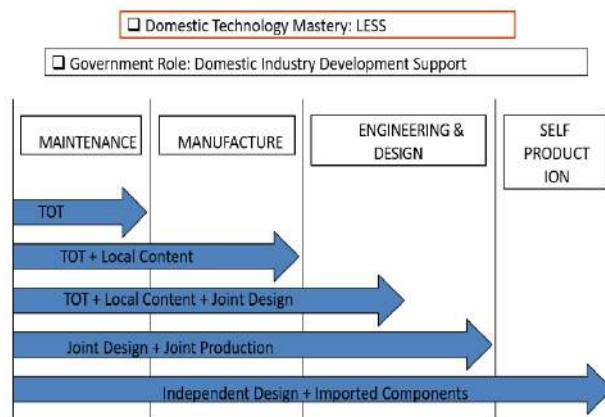 ❑ Domestic Technology Mastery: LESS
❑ Government Role: Domestic Industry Development Support
MAINTENANCE
MANUFACTURE
ENGINEERING &
DESIGN
SELF
PRODUCT
ION
TOT
TOT + Local Content
TOT + Local Content + Joint Design
Joint Design + Joint Production
Independent Design + Imported Components